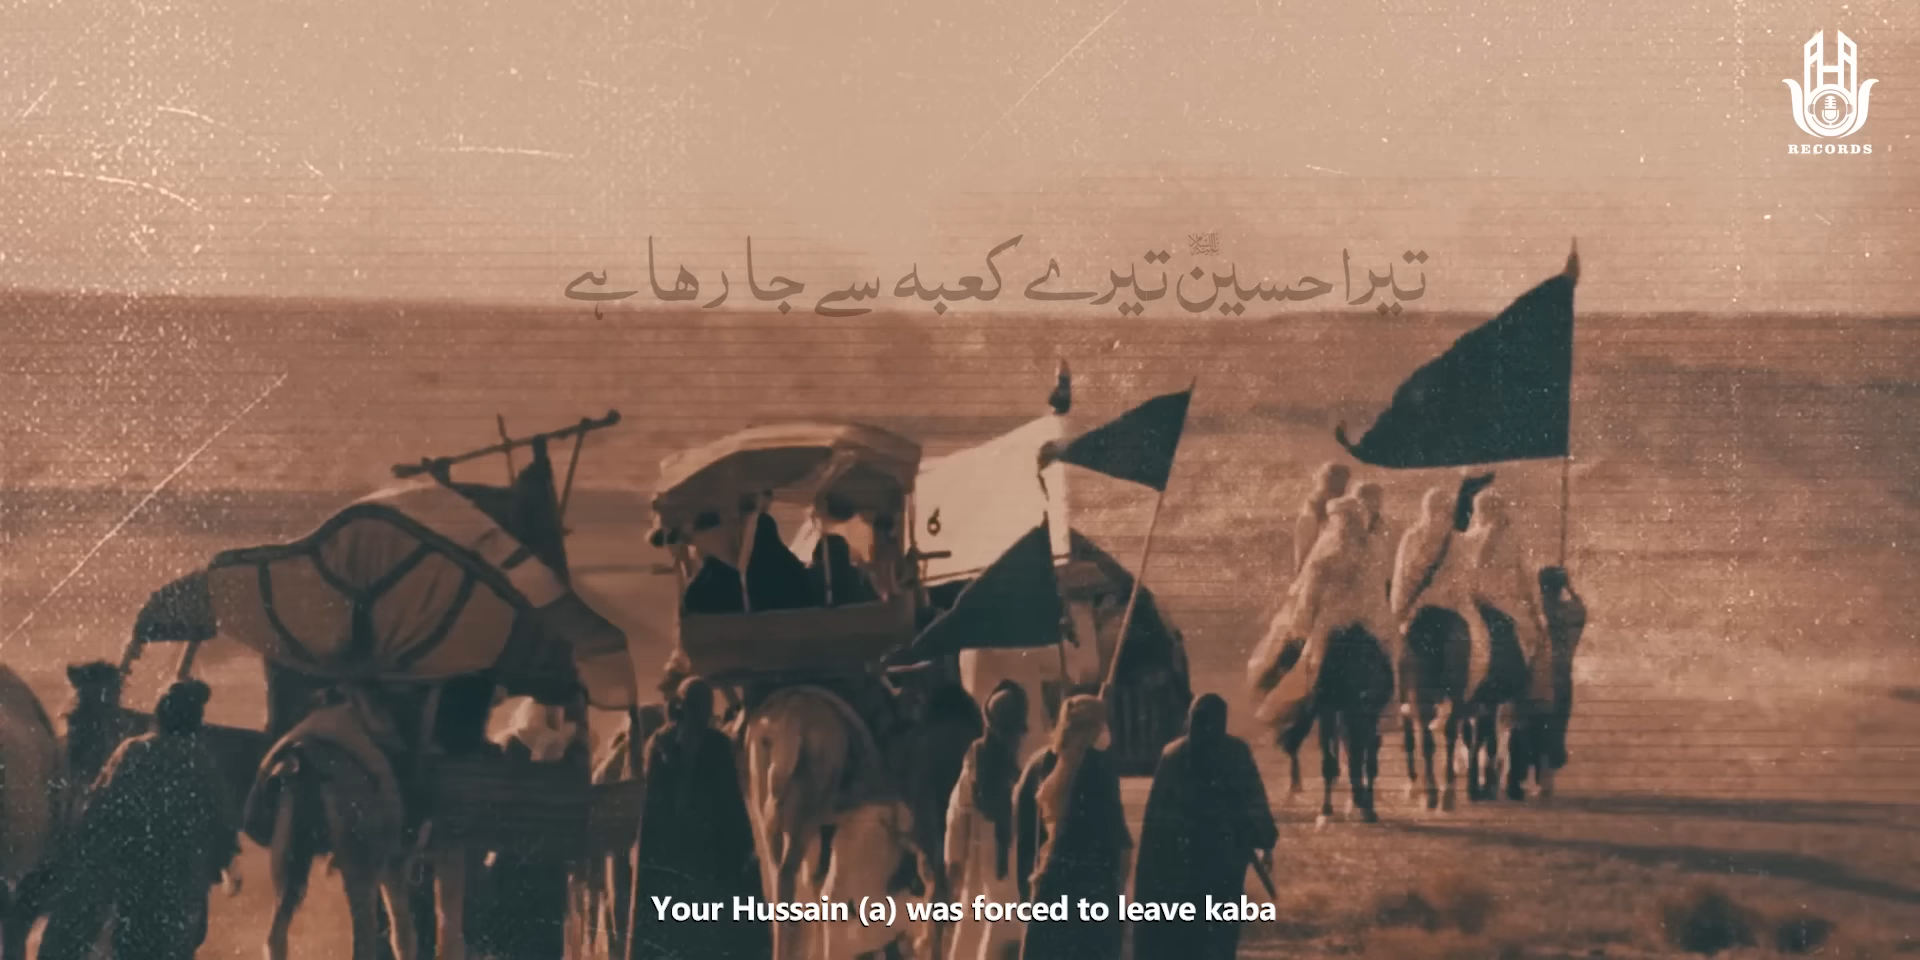 RECORDS
تیرا حسینؑ تیرے کعبہ سے جا رہا ہے
Your Hussain (a) was forced to leave kaba